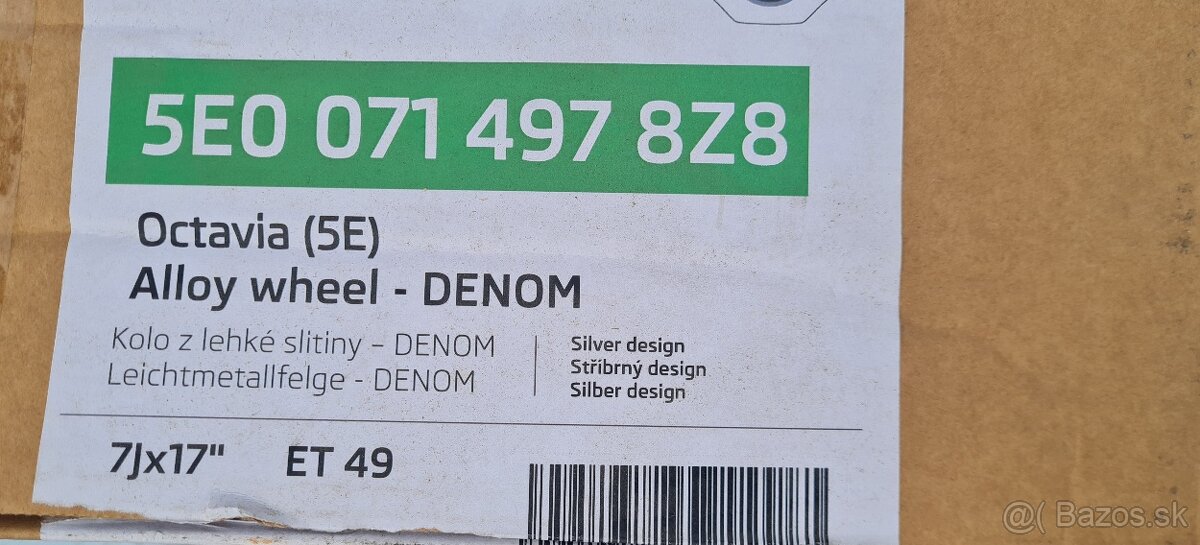 5E0 071 497 8Z8
Octavia (5E)
Alloy wheel - DENOM
Kolo z lehké slitiny – DENOM
Leichtmetallfelge - DENOM
Silver design
Stříbrný design
Silber design
7Jx17" ET 49
@( Bazos.sk